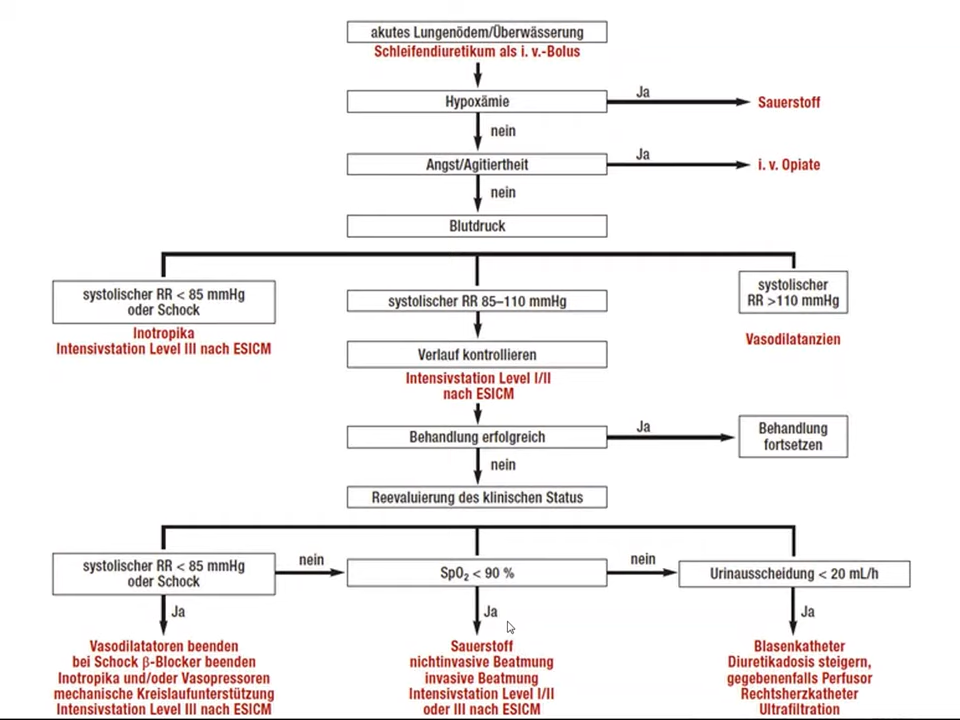 akutes Lungenödem/Überwässerung
Schleifendiuretikum als i. v.-Bolus
Hypoxämie
Ja
Sauerstoff
nein
Angst/Agitiertheit
Ja
i. v. Opiate
nein
Blutdruck
systolischer RR < 85 mmHg
oder Schock
Inotropika
Intensivstation Level III nach ESICM
systolischer RR 85–110 mmHg
systolischer
RR >110 mmHg
Vasodilatanzien
Verlauf kontrollieren
Intensivstation Level I/II
nach ESICM
Behandlung erfolgreich
Ja
Behandlung
fortsetzen
nein
Reevaluierung des klinischen Status
systolischer RR < 85 mmHg
oder Schock
nein
SpO₂ < 90 %
nein
Urinausscheidung < 20 mL/h
Ja
Vasodilatatoren beenden
bei Schock β-Blocker beenden
Inotropika und/oder Vasopressoren
mechanische Kreislaufunterstützung
Intensivstation Level III nach ESICM
Ja
Sauerstoff
nichtinvasive Beatmung
invasive Beatmung
Intensivstation Level I/II
oder III nach ESICM
Ja
Blasenkatheter
Diuretikadosis steigern,
gegebenenfalls Perfusor
Rechtsherzkatheter
Ultrafiltration